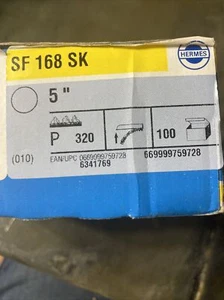 SF 168 SK
HERMES
5 "
P 320
100
(010)
EAN/UPC 0669999759728
6341769
669999759728